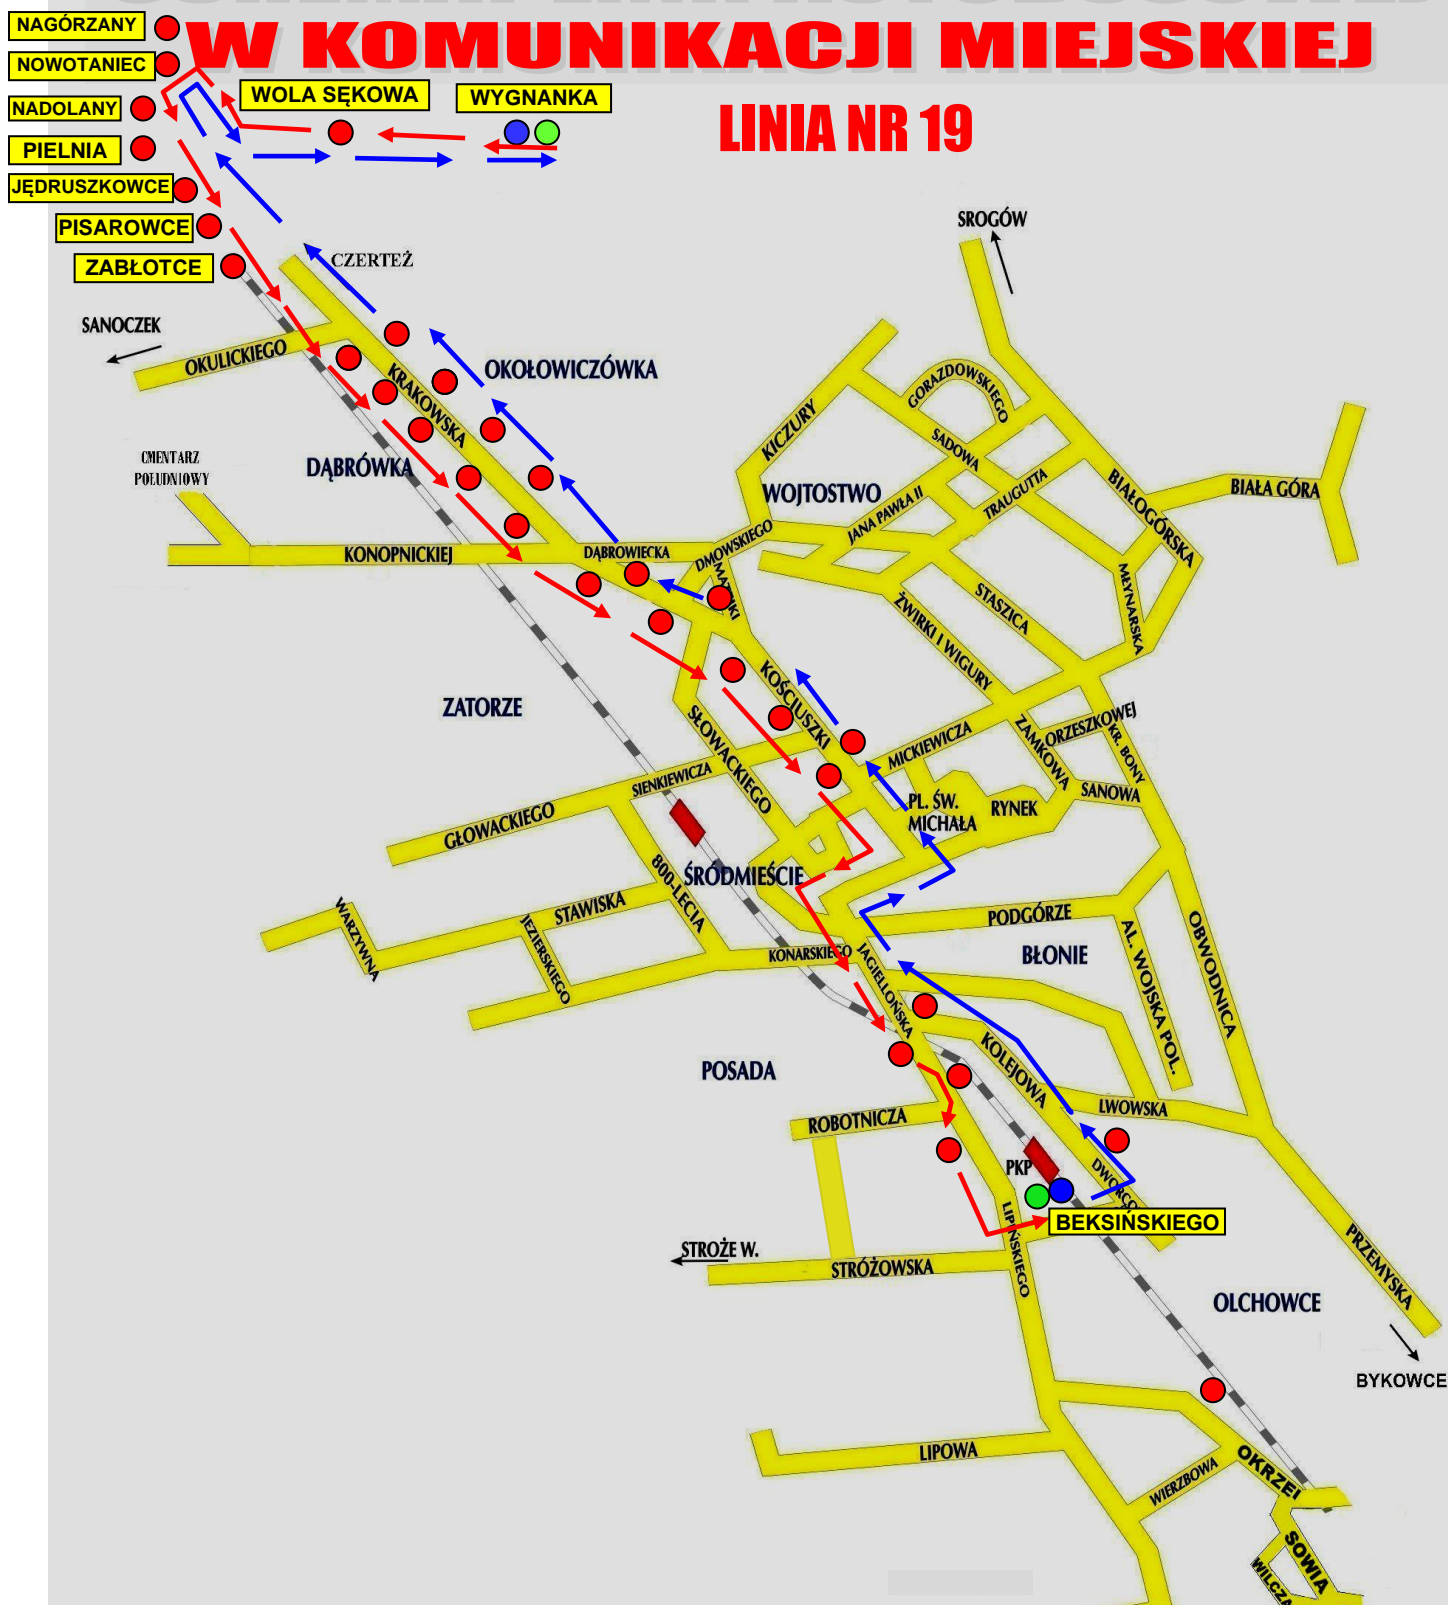 W KOMUNIKACJI MIEJSKIEJ
LINIA NR 19
NAGÓRZANY
NOWOTANIEC
NADOLANY
PIELNIA
JĘDRUSZKOWCE
PISAROWCE
ZABŁOTCE
WOLA SĘKOWA
WYGNANKA
SROGÓW
CZERTEŻ
SANOCZEK
OKULICKIEGO
KRAKOWSKA
OKOŁOWICZÓWKA
GORAZDOWSKIEGO
KICZURY
SADOWA
CMENTARZ
POŁUDNIOWY
DĄBRÓWKA
WOJTOSTWO
JANA PAWŁA II
TRAUGUTTA
BIAŁOGÓRSKA
BIAŁA GÓRA
KONOPNICKIEJ
DĄBROWIECKA
DMOWSKIEGO
STASZICA
MŁYNARSKA
ŻWIRKI I WIGURY
ZATORZE
KOŚCIUSZKI
SŁOWACKIEGO
MICKIEWICZA
ZAMKOWA
ORZESZKOWEJ
KR. BONY
SIENKIEWICZA
SANOWA
PL. ŚW.
MICHAŁA
RYNEK
GŁOWACKIEGO
800-LECIA
ŚRÓDMIEŚCIE
STAWISKA
WARZYWNA
JEZIERSKIEGO
KONARSKIEGO
JAGIELLOŃSKA
PODGÓRZE
BŁONIE
AL. WOJSKA POL.
OBWODNICA
POSADA
KOLEJOWA
LWOWSKA
ROBOTNICZA
PKP
BEKSIŃSKIEGO
LIPIŃSKIEGO
STROŻE W.
STRÓŻOWSKA
PRZEMYSKA
OLCHOWCE
BYKOWCE
LIPOWA
WIERZBOWA
OKRZEI
SOWIA